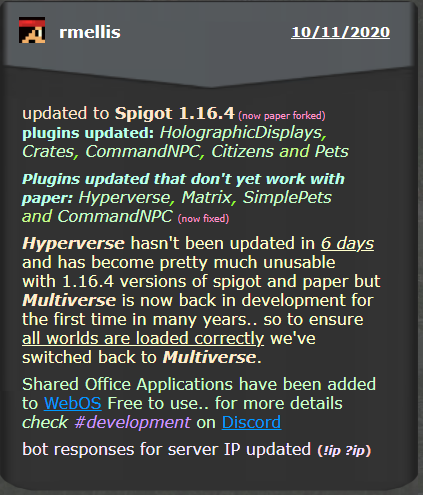 rmellis 10/11/2020
updated to Spigot 1.16.4 (now paper forked)
plugins updated: HolographicDisplays,
Crates, CommandNPC, Citizens and Pets
Plugins updated that don't yet work with
paper: Hyperverse, Matrix, SimplePets
and CommandNPC (now fixed)
Hyperverse hasn't been updated in 6 days
and has become pretty much unusable
with 1.16.4 versions of spigot and paper but
Multiverse is now back in development for
the first time in many years.. so to ensure
all worlds are loaded correctly we've
switched back to Multiverse.
Shared Office Applications have been added
to WebOS Free to use.. for more details
check #development on Discord
bot responses for server IP updated (!ip ?ip)